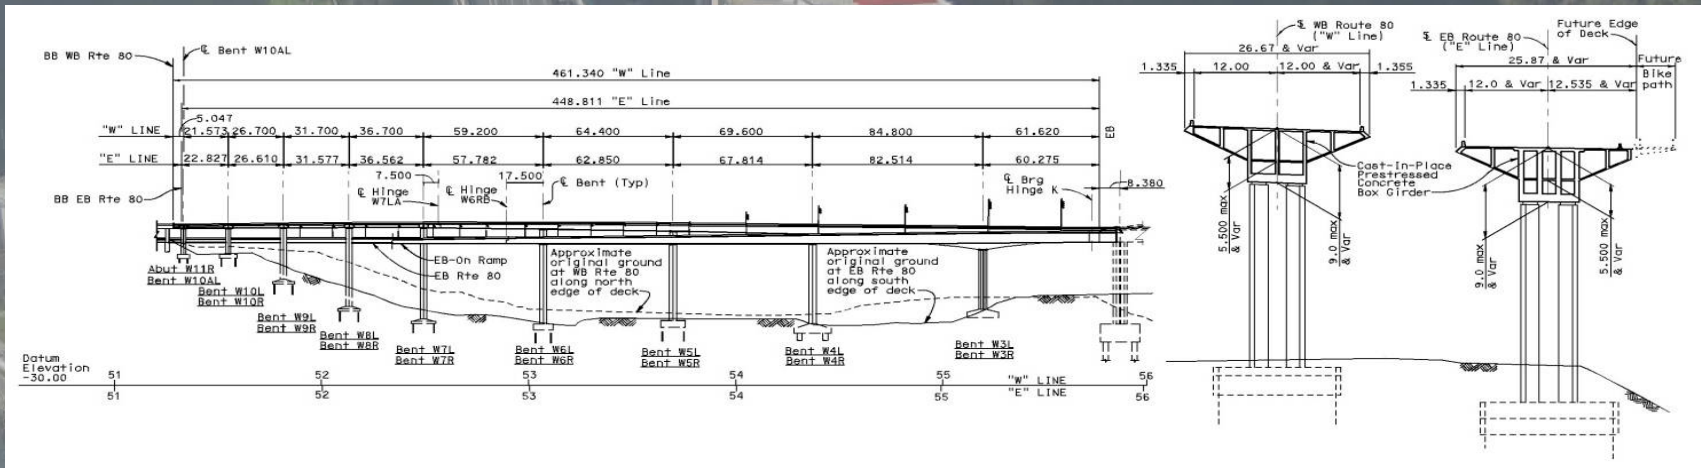 BB WB Rte 80
℄ Bent W10AL
461.340 "W" Line
448.811 "E" Line
5.047
"W" LINE 21.573 26.700 31.700 36.700 59.200 64.400 69.600 84.800 61.620 EB
"E" LINE 22.827 26.610 31.577 36.562 57.782 62.850 67.814 82.514 60.275
7.500 17.500 8.380
℄ Hinge
W7LA
℄ Hinge
W6RB
℄ Bent (Typ)
℄ Brg
Hinge K
BB EB Rte 80
EB-On Ramp
EB Rte 80
Approximate
original ground
at WB Rte 80
along north
edge of deck
Approximate
original ground
at EB Rte 80
along south
edge of deck
Abut W11R
Bent W10AL
Bent W10L
Bent W10R
Bent W9L
Bent W9R
Bent W8L
Bent W8R
Bent W7L
Bent W7R
Bent W6L
Bent W6R
Bent W5L
Bent W5R
Bent W4L
Bent W4R
Bent W3L
Bent W3R
Datum
Elevation
-30.00
51 52 53 54 55 "W" LINE 56
51 52 53 54 55 "E" LINE 56
WB Route 80
("W" Line)
26.67 & Var
1.335 12.00 12.00 & Var 1.355
5.500 max
& Var
9.0 max
& Var
Cast-In-Place
Prestressed
Concrete
Box Girder
EB Route 80
("E" Line)
Future Edge
of Deck
25.87 & Var
Future
Bike
path
1.335 12.0 & Var 12.535 & Var
9.0 max
& Var
5.500 max
& Var